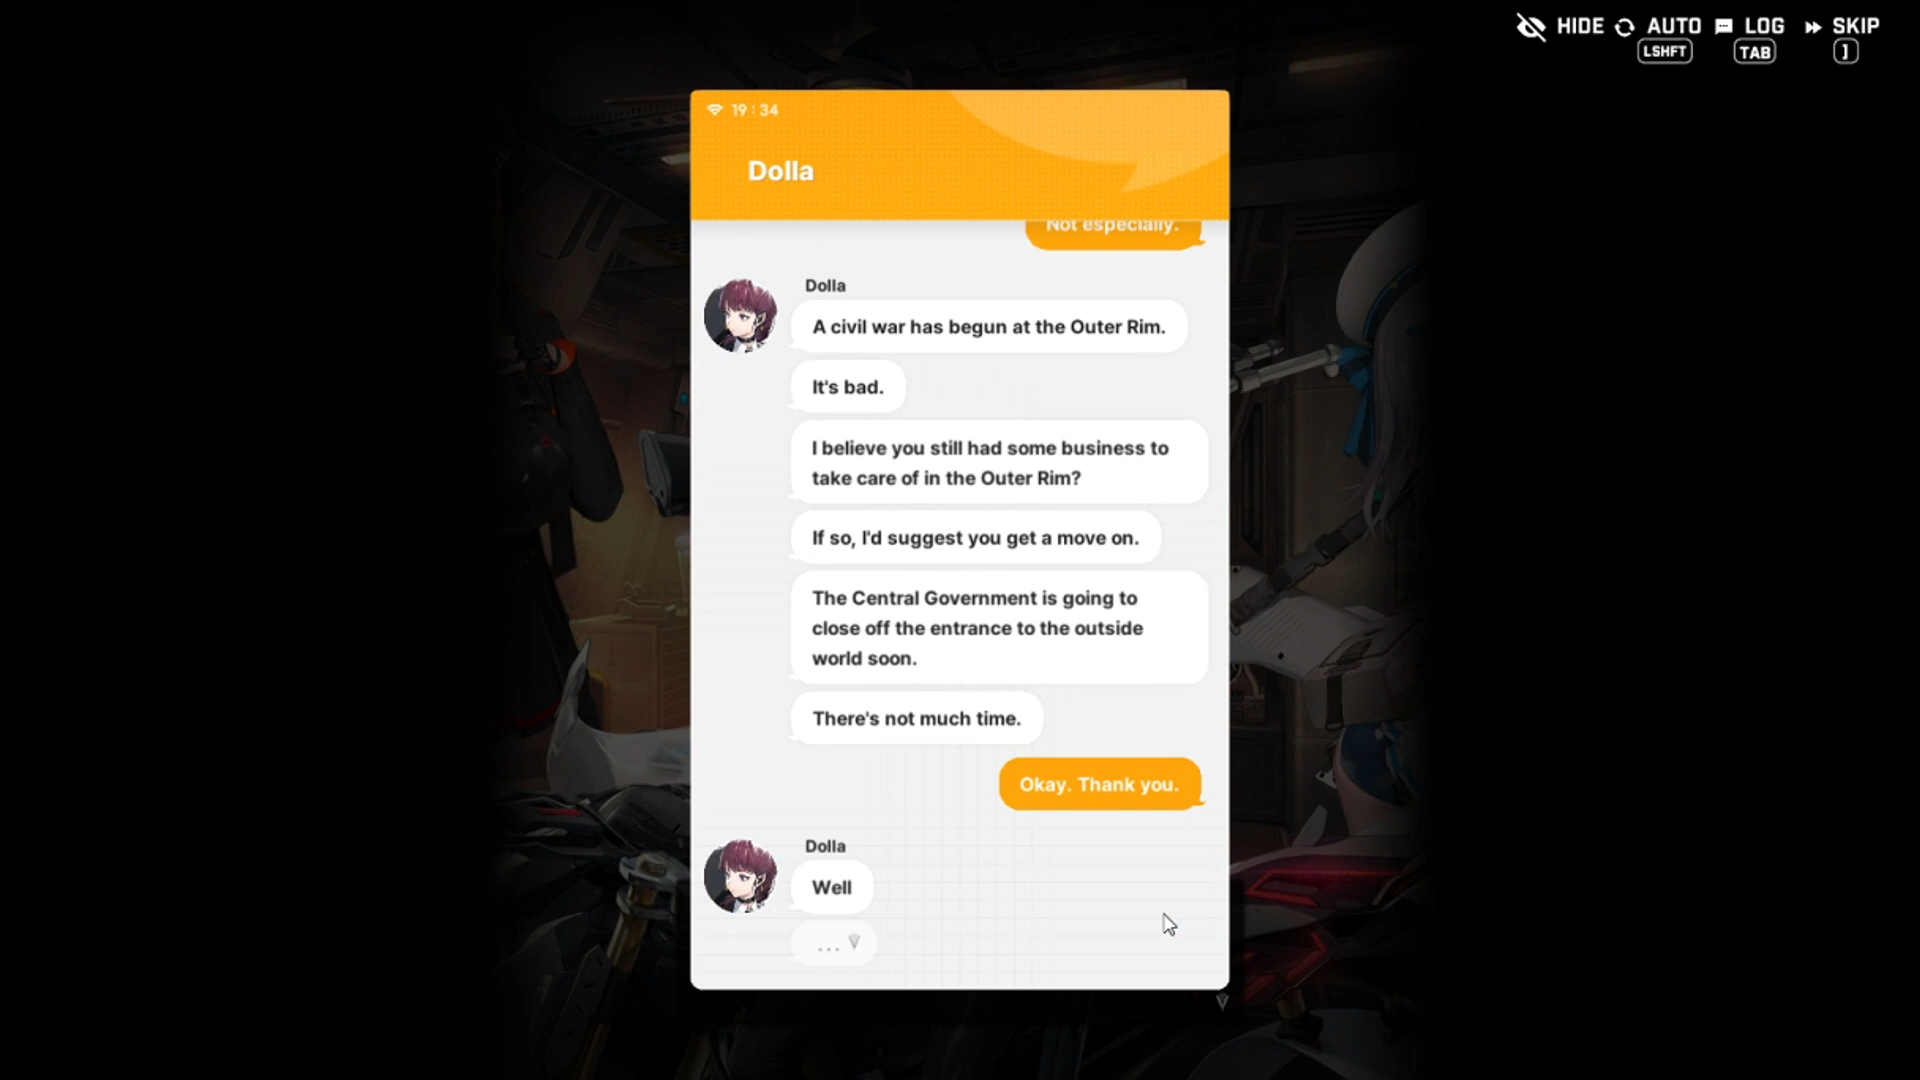 HIDE AUTO LOG SKIP
LSHFT TAB ]
19 : 34
Dolla
Not especially.
Dolla
A civil war has begun at the Outer Rim.
It's bad.
I believe you still had some business to
take care of in the Outer Rim?
If so, I'd suggest you get a move on.
The Central Government is going to
close off the entrance to the outside
world soon.
There's not much time.
Okay. Thank you.
Dolla
Well
...